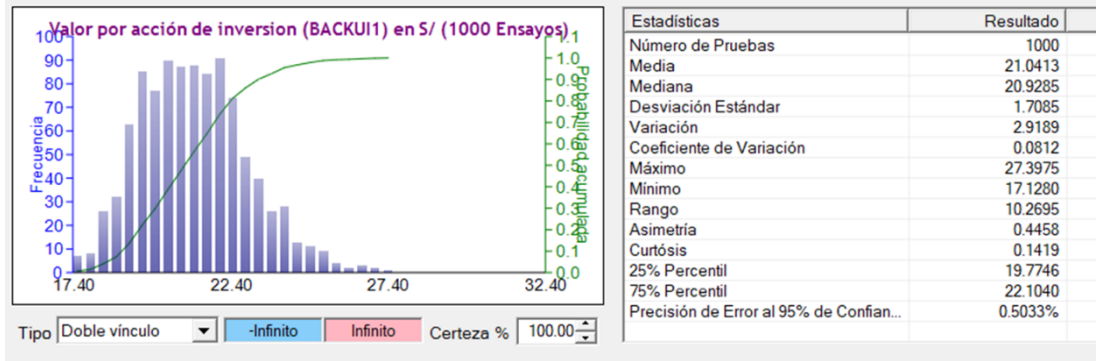 Valor por acción de inversion (BACKUI1) en S/ (1000 Ensayos)
100
90
80
70
60
50
40
30
20
10
0
Frecuencia
1.1
1.0
0.9
0.8
0.7
0.6
0.5
0.4
0.3
0.2
0.1
0.0
Probabilidad acumulada
17.40 22.40 27.40 32.40
Tipo Doble vínculo -Infinito Infinito Certeza % 100.00
Estadísticas Resultado
Número de Pruebas 1000
Media 21.0413
Mediana 20.9285
Desviación Estándar 1.7085
Variación 2.9189
Coeficiente de Variación 0.0812
Máximo 27.3975
Mínimo 17.1280
Rango 10.2695
Asimetría 0.4458
Curtósis 0.1419
25% Percentil 19.7746
75% Percentil 22.1040
Precisión de Error al 95% de Confian... 0.5033%